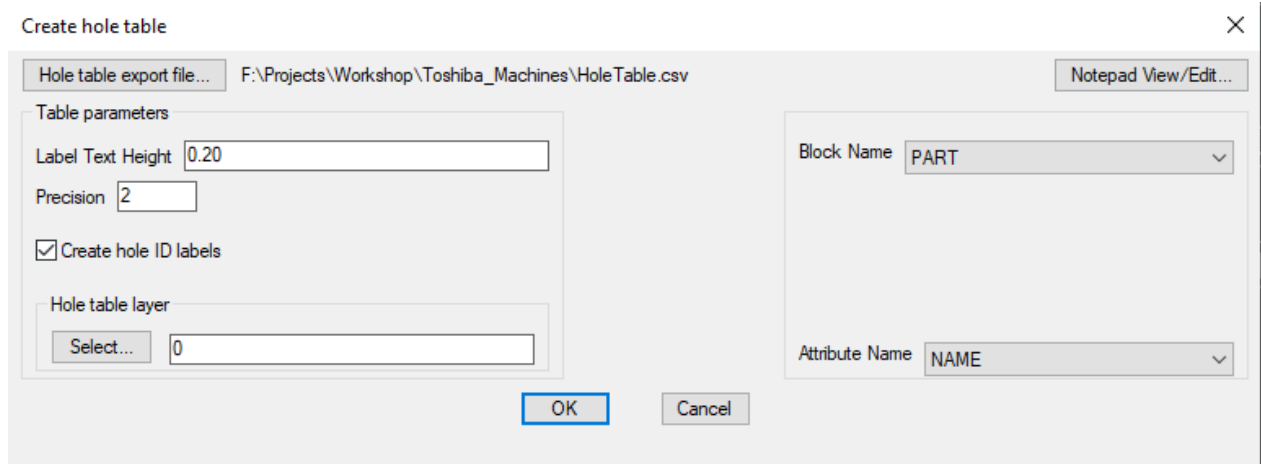 Create hole table
Hole table export file... F:\Projects\Workshop\Toshiba_Machines\HoleTable.csv Notepad View/Edit...
Table parameters
Label Text Height 0.20
Precision 2
Create hole ID labels
Hole table layer
Select... 0
Block Name PART
Attribute Name NAME
OK Cancel